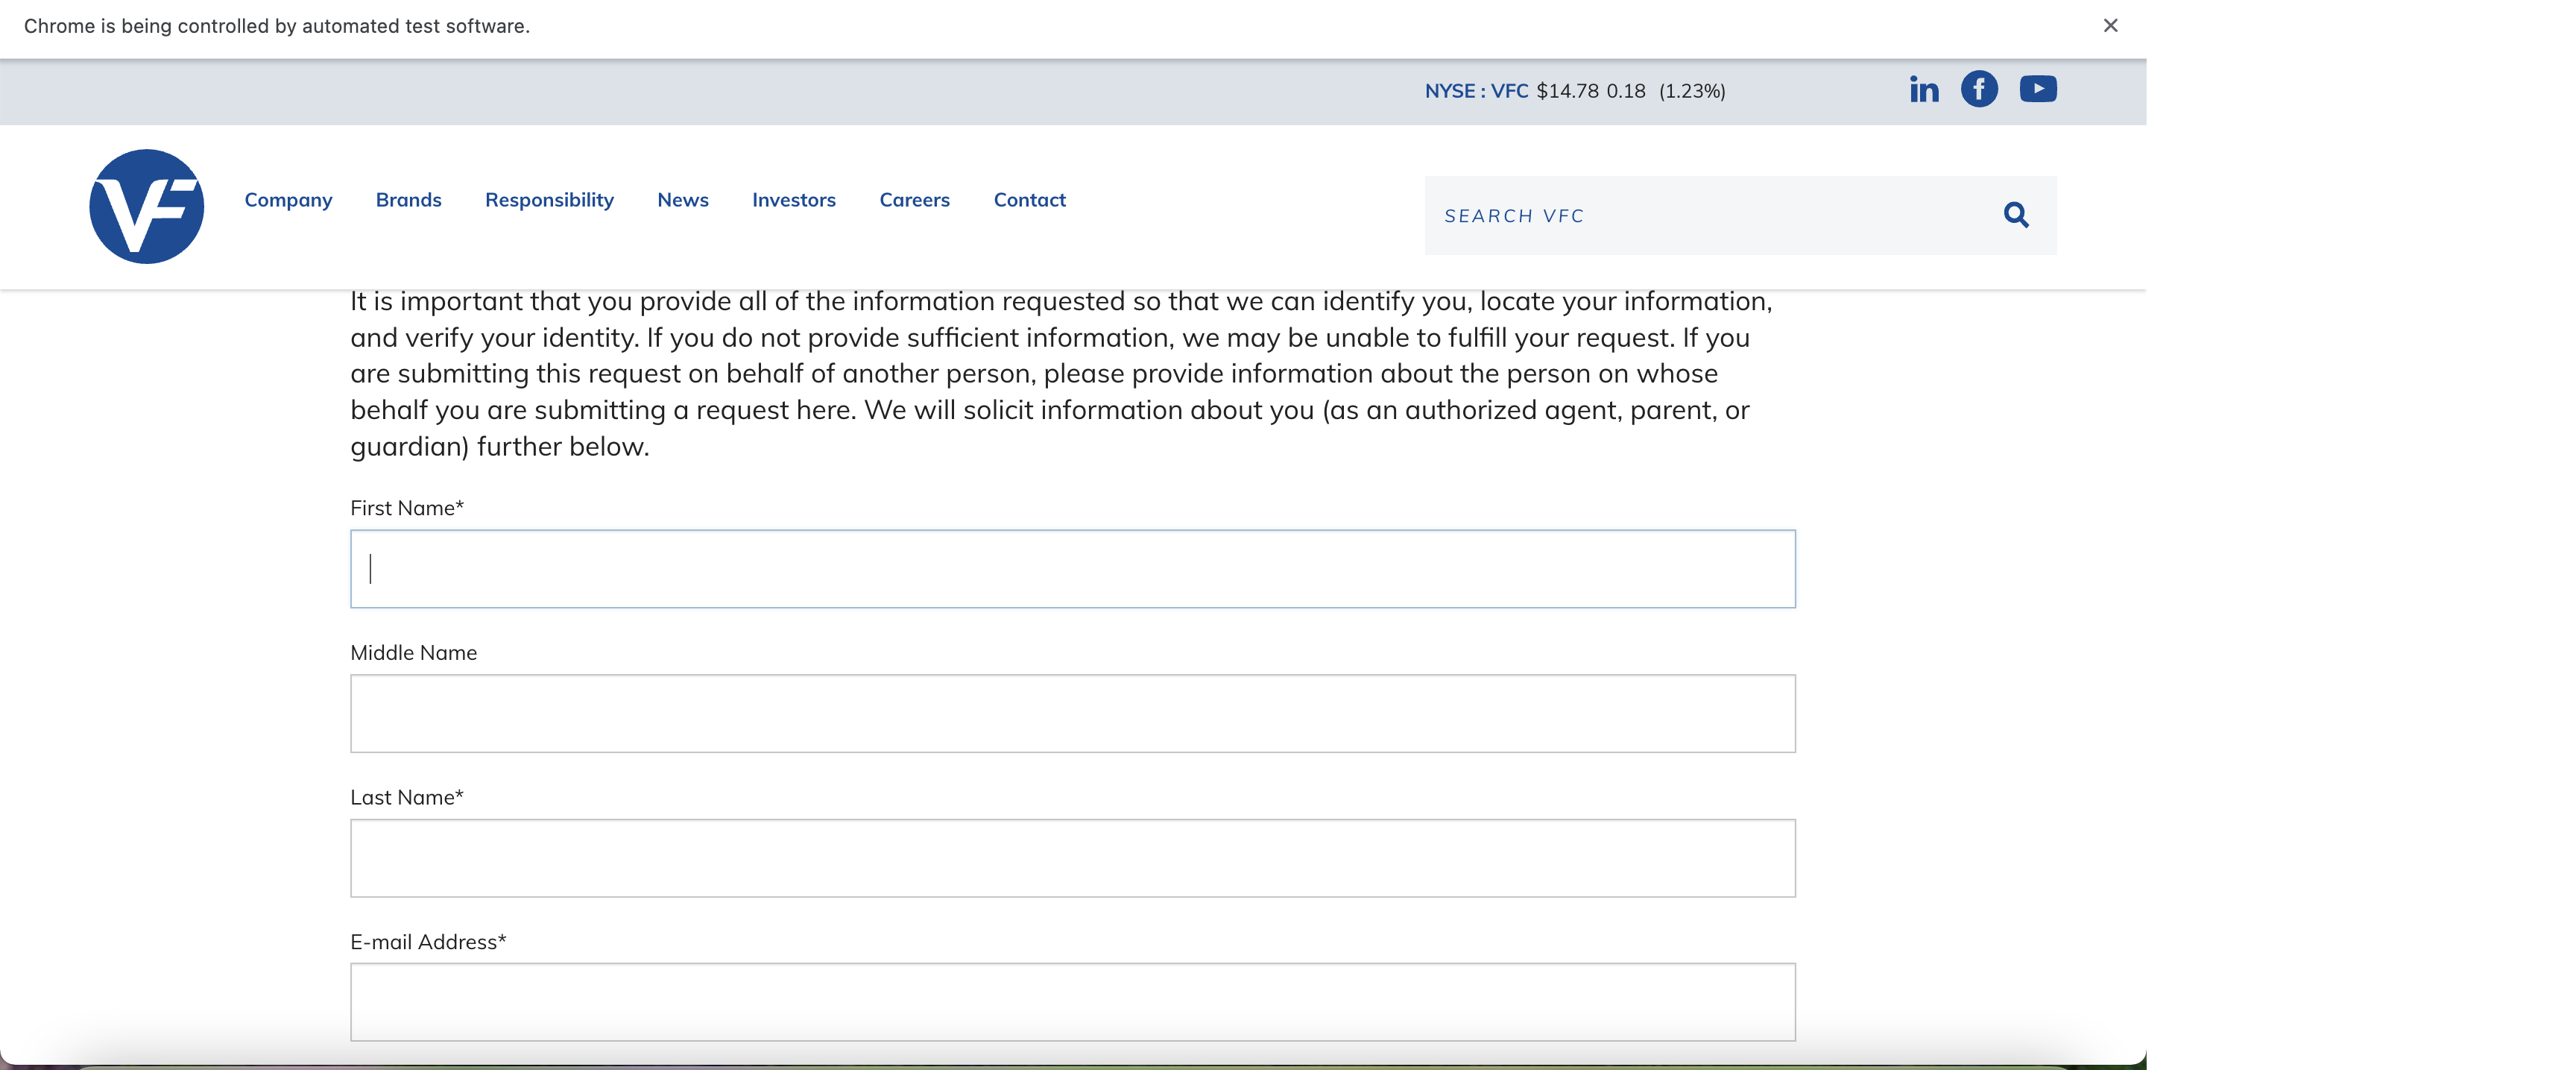 Chrome is being controlled by automated test software.
NYSE : VFC $14.78 0.18 (1.23%)
VF
Company Brands Responsibility News Investors Careers Contact
SEARCH VFC
It is important that you provide all of the information requested so that we can identify you, locate your information,
and verify your identity. If you do not provide sufficient information, we may be unable to fulfill your request. If you
are submitting this request on behalf of another person, please provide information about the person on whose
behalf you are submitting a request here. We will solicit information about you (as an authorized agent, parent, or
guardian) further below.
First Name*
Middle Name
Last Name*
E-mail Address*